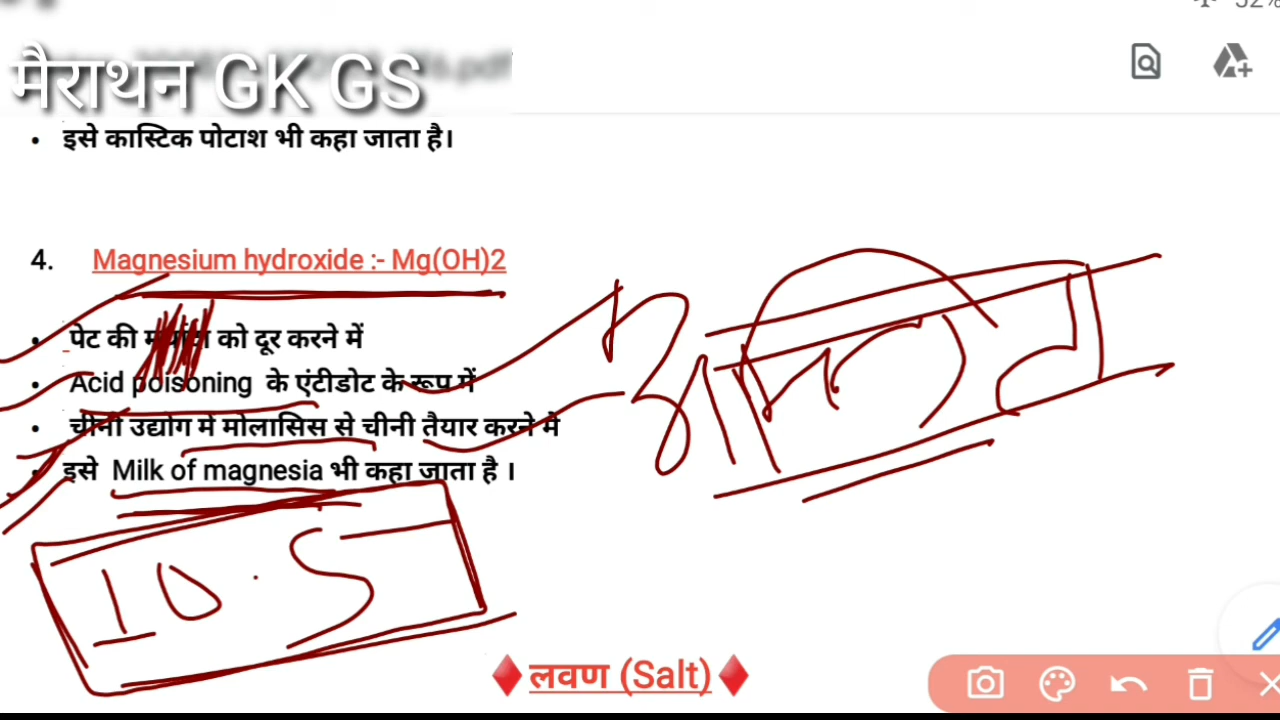 52%
मैराथन GK GS
• इसे कास्टिक पोटाश भी कहा जाता है।
4. Magnesium hydroxide :- Mg(OH)2
• पेट की को दूर करने में
• Acid poisoning के एंटीडोट के रूप में
• चीनी उद्योग मे मोलासिस से चीनी तैयार करने मे
• इसे Milk of magnesia भी कहा जाता है ।
10.5
लवण (Salt)